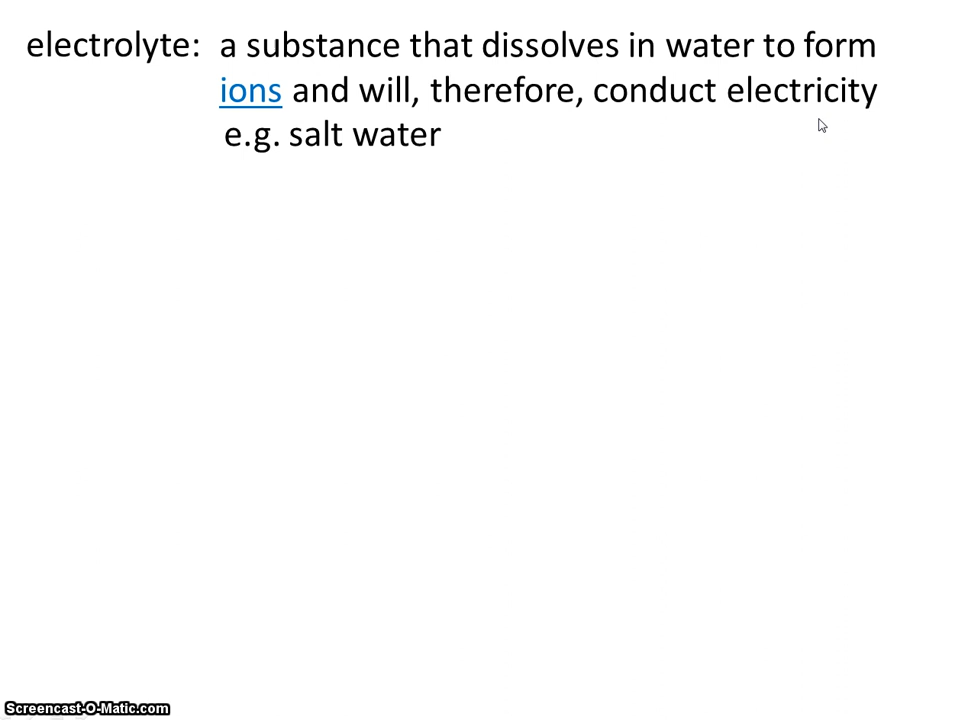 electrolyte: a substance that dissolves in water to form
ions and will, therefore, conduct electricity
e.g. salt water
Screencast-O-Matic.com